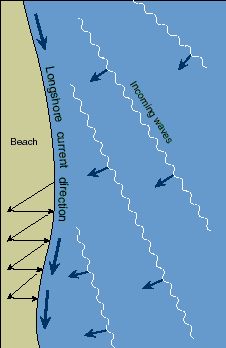 Longshore current direction
Incoming waves
Beach